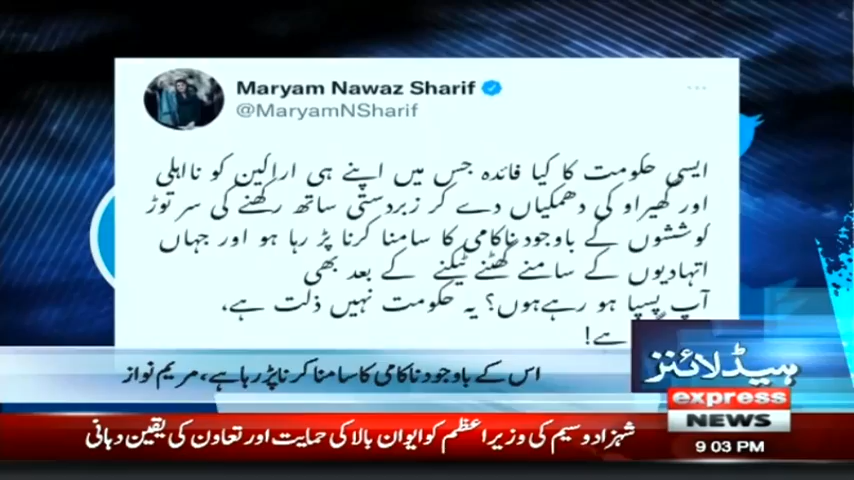 Maryam Nawaz Sharif
@MaryamNSharif
ایسی حکومت کا کیا فائدہ جس میں اپنے ہی اراکین کو نااہلی
اور گھیراو کی دھمکیاں دے کر زبردستی ساتھ رکھنے کی سر توڑ
کوششوں کے باوجود ناکامی کا سامنا کرنا پڑ رہا ہو اور جہاں
اتہادیوں کے سامنے گھٹنے ٹیکنے کے بعد بھی
آپ پسپا ہو رہے ہوں؟ یہ حکومت نہیں ذلت ہے،
ہے!
اس کے باوجود ناکامی کا سامنا کرنا پڑ رہا ہے، مریم نواز
ہیڈلائنز
express
NEWS
شہزاد وسیم کی وزیراعظم کو ایوان بالا کی حمایت اور تعاون کی یقین دہانی
9:03 PM